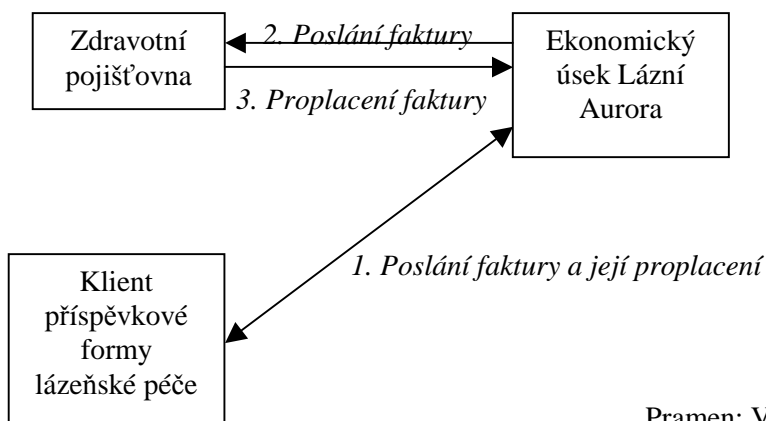 Zdravotní
pojišťovna
2. Poslání faktury
3. Proplacení faktury
Ekonomický
úsek Lázní
Aurora
1. Poslání faktury a její proplacení
Klient
příspěvkové
formy
lázeňské péče
Pramen: V